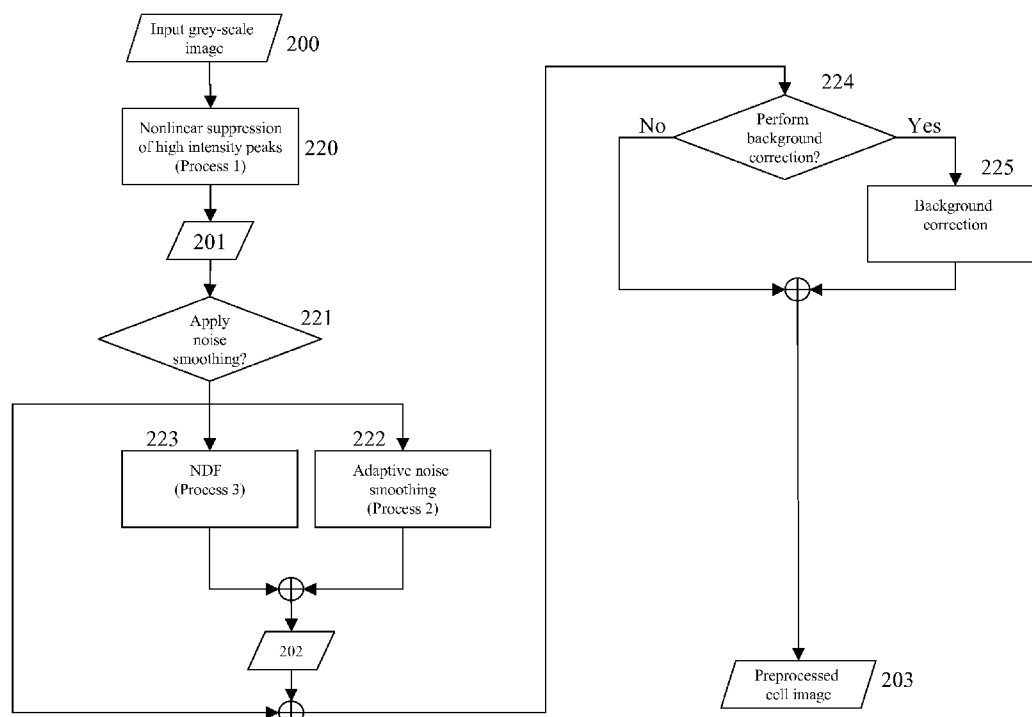 Input grey-scale
image
200
Nonlinear suppression
of high intensity peaks
(Process 1)
220
201
221
Apply
noise
smoothing?
223
NDF
(Process 3)
222
Adaptive noise
smoothing
(Process 2)
202
224
Perform
background
correction?
No
Yes
225
Background
correction
Preprocessed
cell image
203